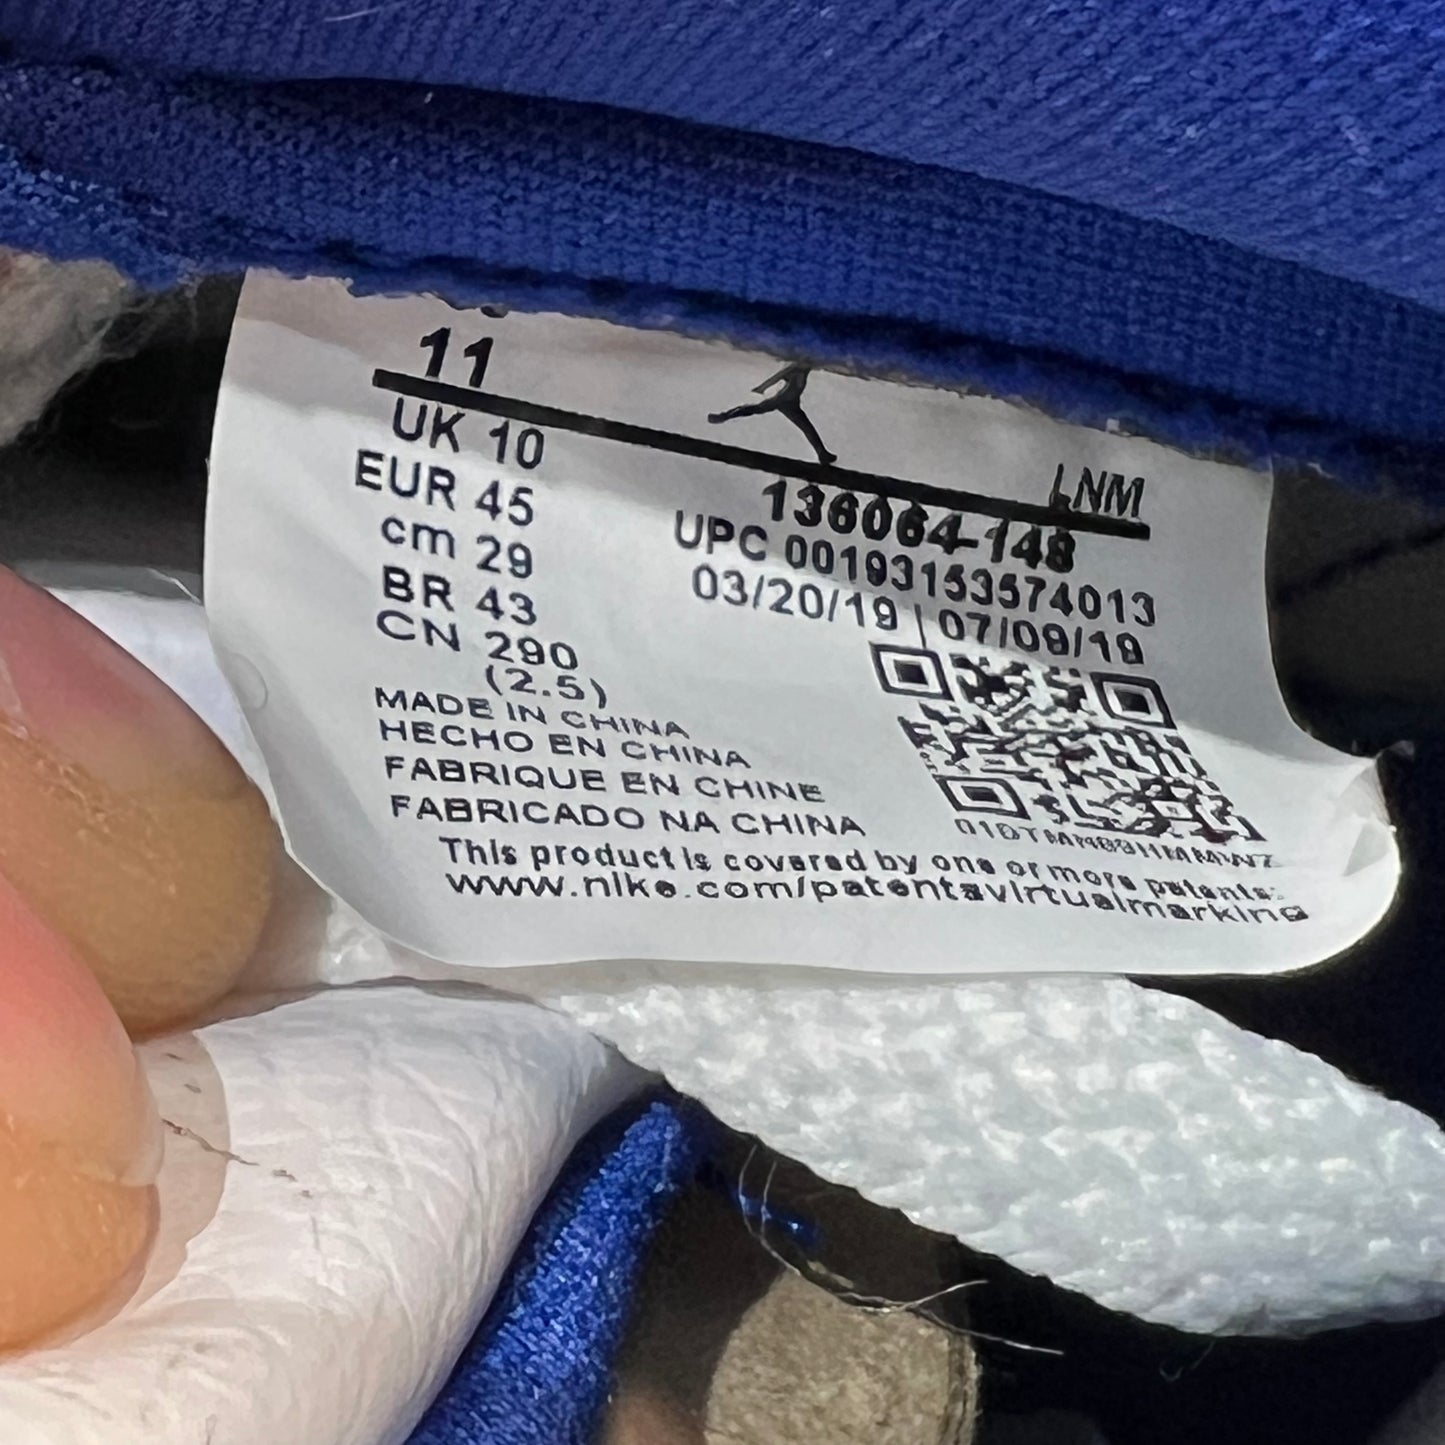 11
UK 10
EUR 45
cm 29
BR 43
CN 290
(2.5)
LNM
136064-148
UPC 00193153574013
03/20/19 | 07/09/19
MADE IN CHINA
HECHO EN CHINA
FABRIQUE EN CHINE
FABRICADO NA CHINA
This product is covered by one or more patents:
www.nike.com/patentsvirtualmarking